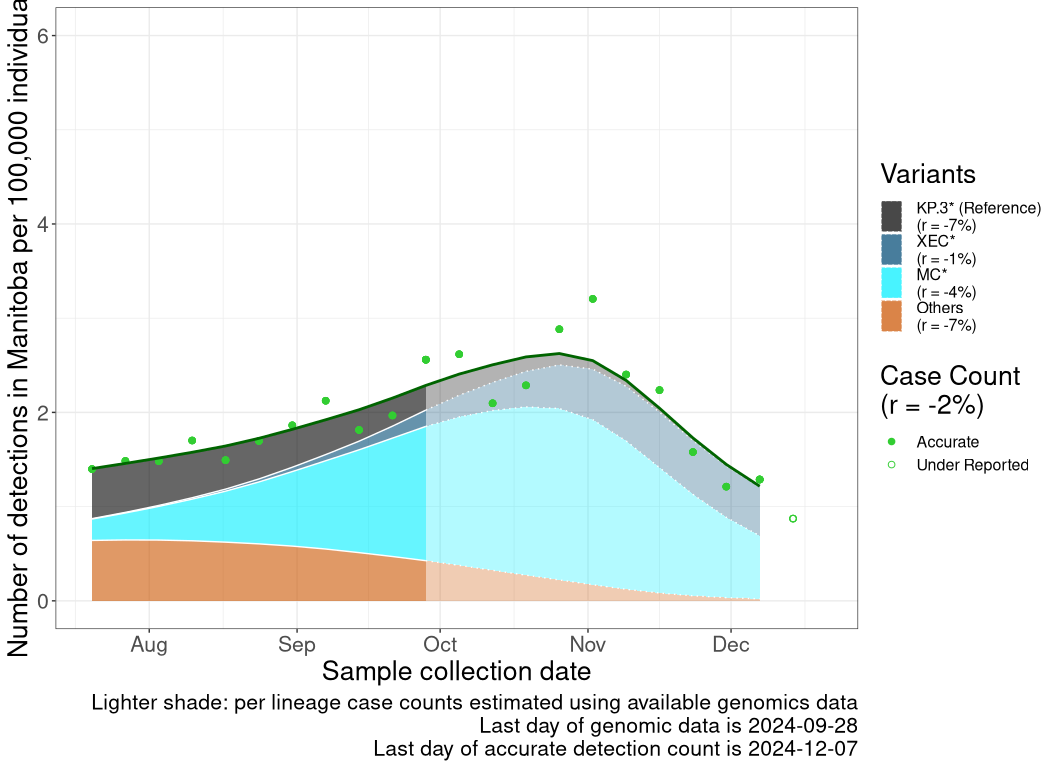 Number of detections in Manitoba per 100,000
6
4
2
0
Aug Sep Oct Nov Dec
Sample collection date
Lighter shade: per lineage case counts estimated using available genomics data
Last day of genomic data is 2024-09-28
Last day of accurate detection count is 2024-12-07
Variants
KP.3* (Reference)
(r = -7%)
XEC*
(r = -1%)
MC*
(r = -4%)
Others
(r = -7%)
Case Count
(r = -2%)
Accurate
Under Reported